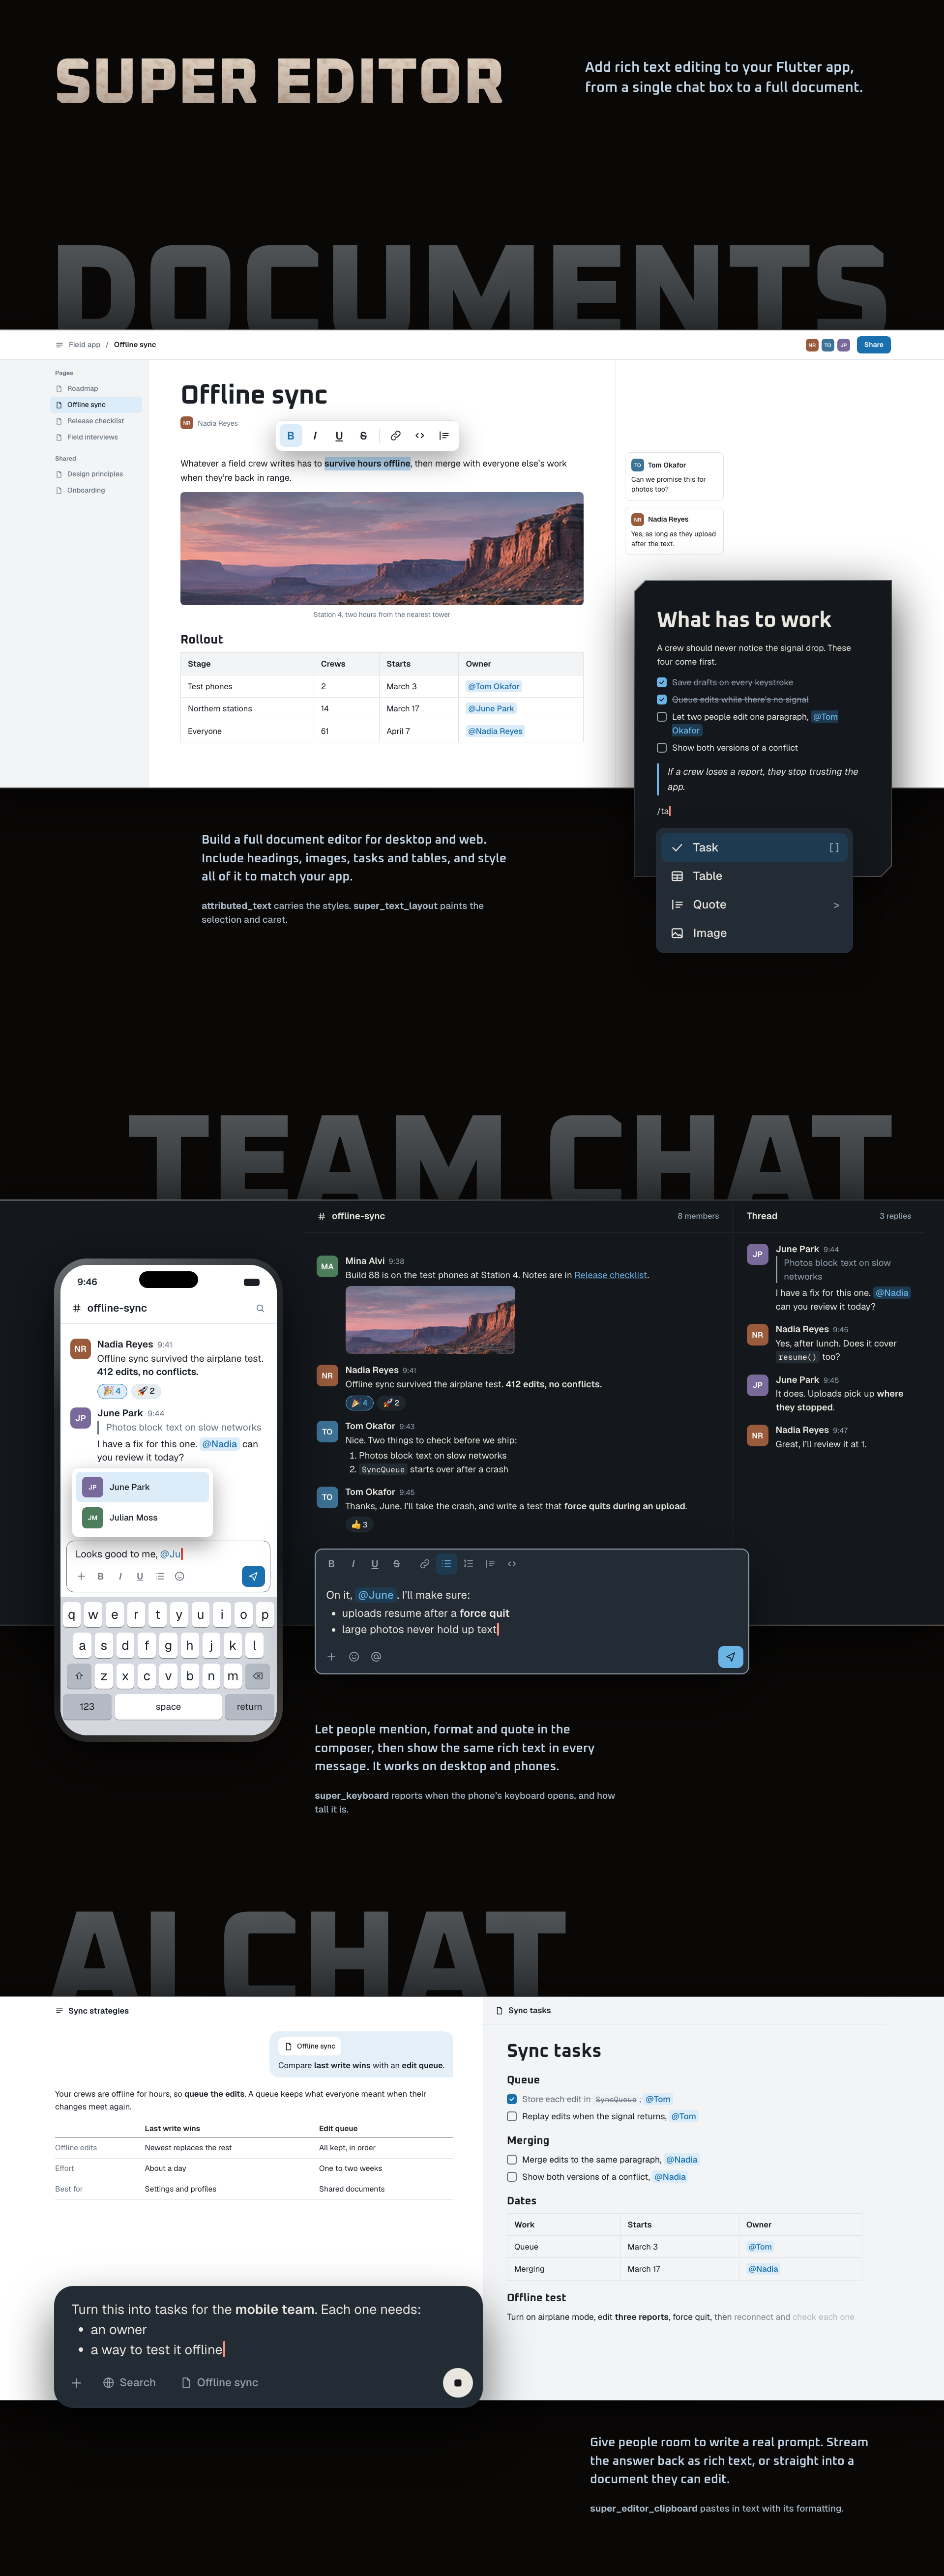 SUPER EDITOR
Add rich text editing to your Flutter app,
from a single chat box to a full document.
DOCUMENTS
Field app / Offline sync
NR TO JP Share
Pages
Roadmap
Offline sync
Release checklist
Field interviews
Shared
Design principles
Onboarding
Offline sync
NR Nadia Reyes
B I U S
Whatever a field crew writes has to survive hours offline, then merge with everyone else's work
when they're back in range.
Station 4, two hours from the nearest tower
Rollout
Stage Crews Starts Owner
Test phones 2 March 3 @Tom Okafor
Northern stations 14 March 17 @June Park
Everyone 61 April 7 @Nadia Reyes
TO Tom Okafor
Can we promise this for
photos too?
NR Nadia Reyes
Yes, as long as they upload
after the text.
What has to work
A crew should never notice the signal drop. These
four come first.
Save drafts on every keystroke
Queue edits while there's no signal
Let two people edit one paragraph, @Tom
Okafor
Show both versions of a conflict
If a crew loses a report, they stop trusting the
app.
/ta
Task []
Table
Quote >
Image
Build a full document editor for desktop and web.
Include headings, images, tasks and tables, and style
all of it to match your app.
attributed_text carries the styles. super_text_layout paints the
selection and caret.
TEAM CHAT
9:46
# offline-sync
NR Nadia Reyes 9:41
Offline sync survived the airplane test.
412 edits, no conflicts.
🎉 4 🚀 2
JP June Park 9:44
Photos block text on slow networks
I have a fix for this one. @Nadia can
you review it today?
JP June Park
JM Julian Moss
Looks good to me, @Ju
B I U
q w e r t y u i o p
a s d f g h j k l
z x c v b n m
123 space return
# offline-sync 8 members
MA Mina Alvi 9:38
Build 88 is on the test phones at Station 4. Notes are in Release checklist.
NR Nadia Reyes 9:41
Offline sync survived the airplane test. 412 edits, no conflicts.
🎉 4 🚀 2
TO Tom Okafor 9:43
Nice. Two things to check before we ship:
1. Photos block text on slow networks
2. SyncQueue starts over after a crash
TO Tom Okafor 9:45
Thanks, June. I'll take the crash, and write a test that force quits during an upload.
👍 3
B I U S
On it, @June . I'll make sure:
• uploads resume after a force quit
• large photos never hold up text
Thread 3 replies
JP June Park 9:44
Photos block text on slow
networks
I have a fix for this one. @Nadia
can you review it today?
NR Nadia Reyes 9:45
Yes, after lunch. Does it cover
resume() too?
JP June Park 9:45
It does. Uploads pick up where
they stopped.
NR Nadia Reyes 9:47
Great, I'll review it at 1.
Let people mention, format and quote in the
composer, then show the same rich text in every
message. It works on desktop and phones.
super_keyboard reports when the phone's keyboard opens, and how
tall it is.
AI CHAT
Sync strategies
Offline sync
Compare last write wins with an edit queue.
Your crews are offline for hours, so queue the edits. A queue keeps what everyone meant when their
changes meet again.
Last write wins Edit queue
Offline edits Newest replaces the rest All kept, in order
Effort About a day One to two weeks
Best for Settings and profiles Shared documents
Turn this into tasks for the mobile team. Each one needs:
• an owner
• a way to test it offline
Search Offline sync
Sync tasks
Sync tasks
Queue
Store each edit in SyncQueue , @Tom
Replay edits when the signal returns, @Tom
Merging
Merge edits to the same paragraph, @Nadia
Show both versions of a conflict, @Nadia
Dates
Work Starts Owner
Queue March 3 @Tom
Merging March 17 @Nadia
Offline test
Turn on airplane mode, edit three reports, force quit, then reconnect and check each one
Give people room to write a real prompt. Stream
the answer back as rich text, or straight into a
document they can edit.
super_editor_clipboard pastes in text with its formatting.